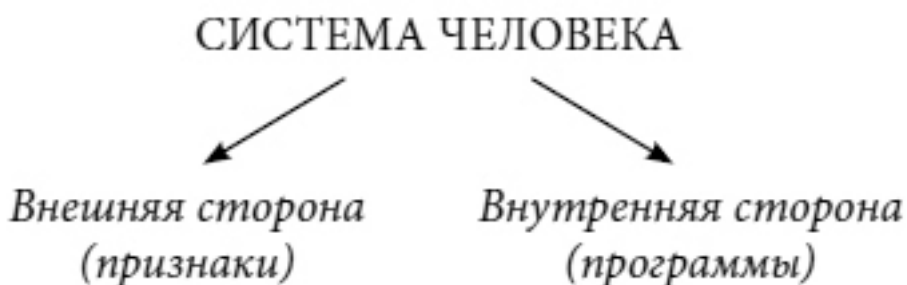 СИСТЕМА ЧЕЛОВЕКА
Внешняя сторона
(признаки)
Внутренняя сторона
(программы)